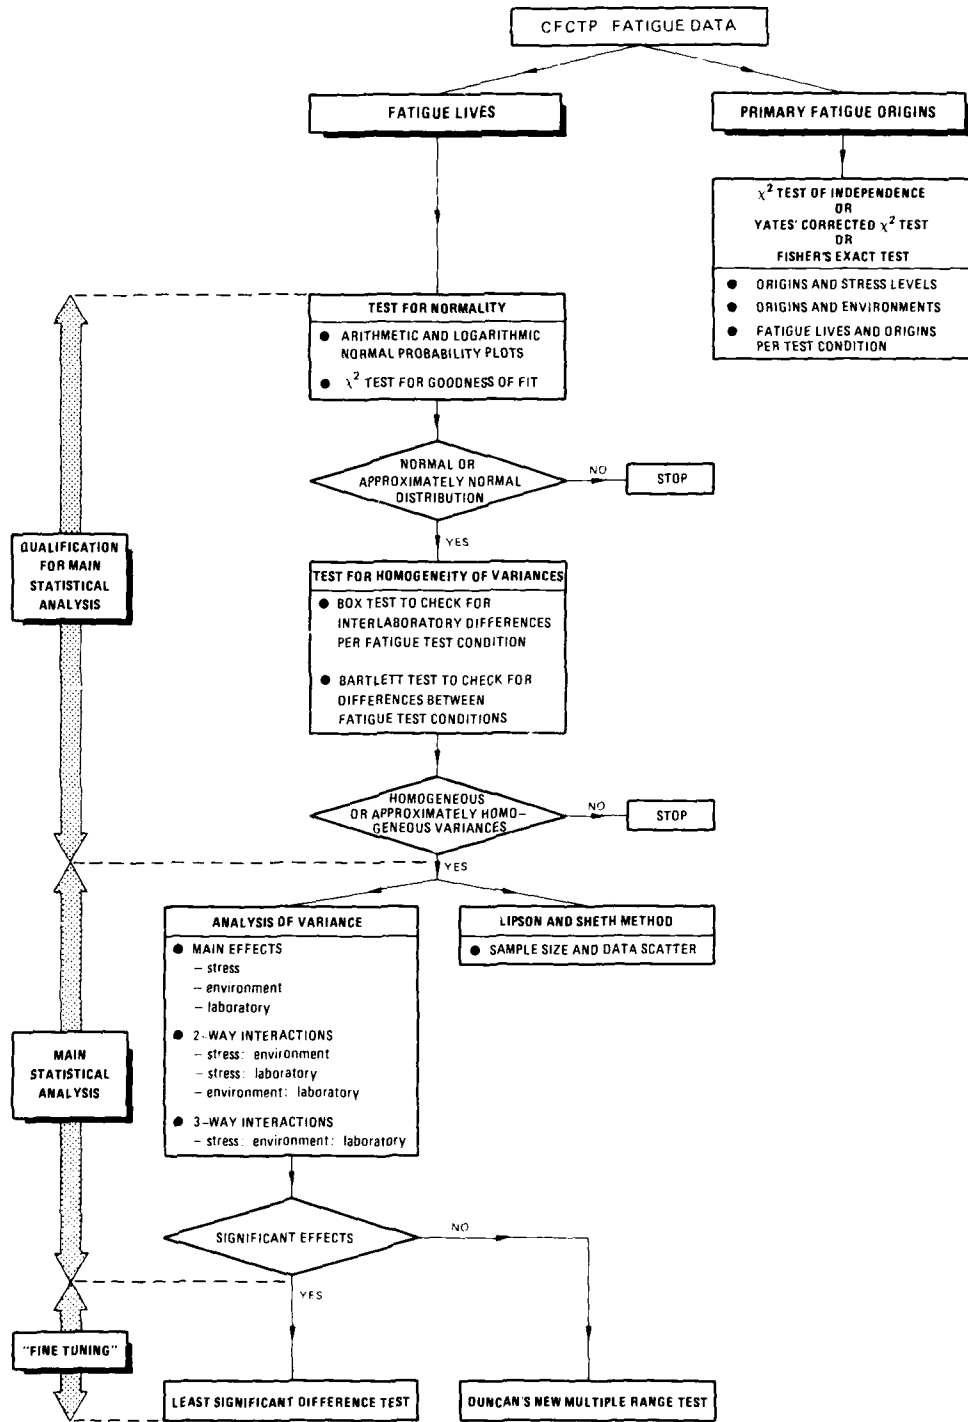 CFCTP FATIGUE DATA
FATIGUE LIVES
PRIMARY FATIGUE ORIGINS
χ² TEST OF INDEPENDENCE
OR
YATES' CORRECTED χ² TEST
OR
FISHER'S EXACT TEST
● ORIGINS AND STRESS LEVELS
● ORIGINS AND ENVIRONMENTS
● FATIGUE LIVES AND ORIGINS
PER TEST CONDITION
TEST FOR NORMALITY
● ARITHMETIC AND LOGARITHMIC
NORMAL PROBABILITY PLOTS
● χ² TEST FOR GOODNESS OF FIT
NORMAL OR
APPROXIMATELY NORMAL
DISTRIBUTION
NO
STOP
YES
QUALIFICATION
FOR MAIN
STATISTICAL
ANALYSIS
TEST FOR HOMOGENEITY OF VARIANCES
● BOX TEST TO CHECK FOR
INTERLABORATORY DIFFERENCES
PER FATIGUE TEST CONDITION
● BARTLETT TEST TO CHECK FOR
DIFFERENCES BETWEEN
FATIGUE TEST CONDITIONS
HOMOGENEOUS
OR APPROXIMATELY HOMO-
GENEOUS VARIANCES
NO
STOP
YES
ANALYSIS OF VARIANCE
● MAIN EFFECTS
– stress
– environment
– laboratory
● 2-WAY INTERACTIONS
– stress: environment
– stress: laboratory
– environment: laboratory
● 3-WAY INTERACTIONS
– stress: environment: laboratory
LIPSON AND SHETH METHOD
● SAMPLE SIZE AND DATA SCATTER
MAIN
STATISTICAL
ANALYSIS
SIGNIFICANT EFFECTS
NO
YES
"FINE TUNING"
LEAST SIGNIFICANT DIFFERENCE TEST
DUNCAN'S NEW MULTIPLE RANGE TEST